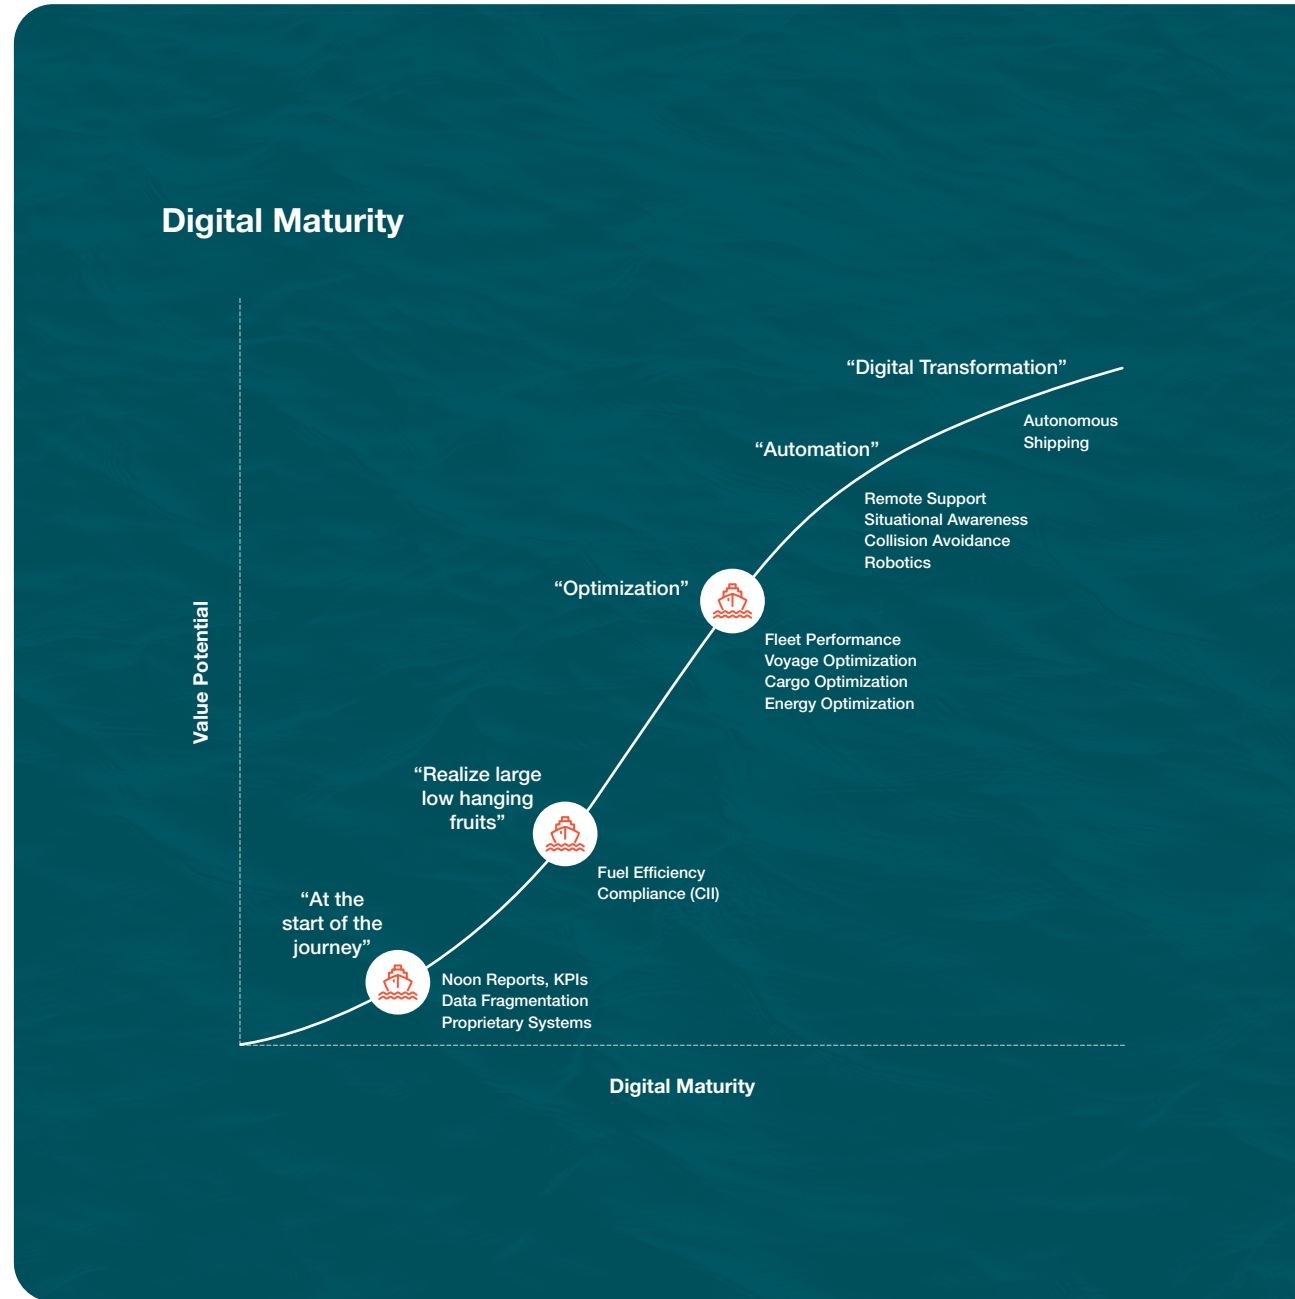 Digital Maturity
“Digital Transformation”
Autonomous
Shipping
“Automation”
Remote Support
Situational Awareness
Collision Avoidance
Robotics
“Optimization”
Fleet Performance
Voyage Optimization
Cargo Optimization
Energy Optimization
Value Potential
“Realize large
low hanging
fruits”
Fuel Efficiency
Compliance (CII)
“At the
start of the
journey”
Noon Reports, KPIs
Data Fragmentation
Proprietary Systems
Digital Maturity